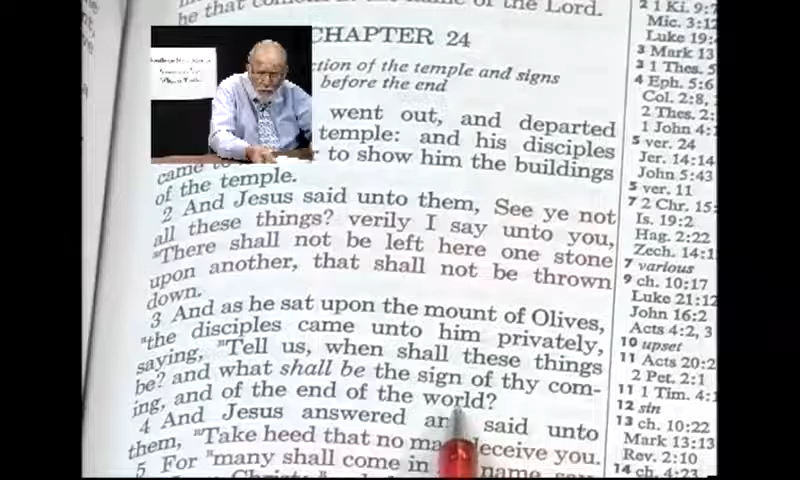 he that cometh in the name of the Lord.
CHAPTER 24
ction of the temple and signs
before the end
went out, and departed
temple: and his disciples
came to to show him the buildings
of the temple.
2 And Jesus said unto them, See ye not
all these things? verily I say unto you,
"There shall not be left here one stone
upon another, that shall not be thrown
down.
3 And as he sat upon the mount of Olives,
"the disciples came unto him privately,
saying, "Tell us, when shall these things
be? and what shall be the sign of thy com-
ing, and of the end of the world?
4 And Jesus answered and said unto
them, "Take heed that no ma deceive you.
5 For "many shall come in name, say
2 1 Ki. 9:7
Mic. 3:12
Luke 19:
3 Mark 13
3 1 Thes. 5
4 Eph. 5:6
Col. 2:8,
2 Thes. 2:
1 John 4:1
5 ver. 24
Jer. 14:14
John 5:43
5 ver. 11
7 2 Chr. 15:
Is. 19:2
Hag. 2:22
Zech. 14:1
7 various
9 ch. 10:17
Luke 21:12
John 16:2
Acts 4:2, 3
10 upset
11 Acts 20:2
2 Pet. 2:1
11 1 Tim. 4:1
12 sin
13 ch. 10:22
Mark 13:13
Rev. 2:10
14 ch. 4:23